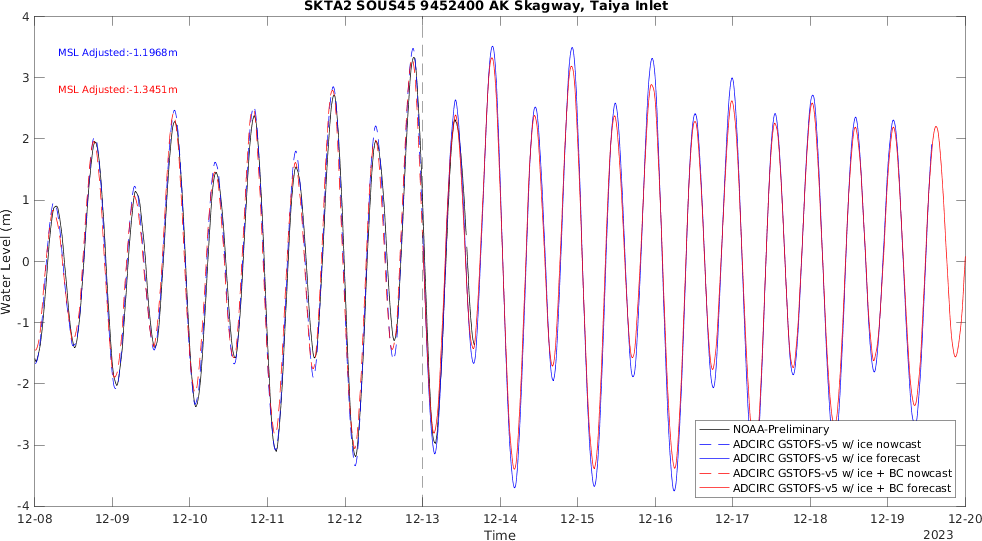 SKTA2 SOUS45 9452400 AK Skagway, Taiya Inlet
4
MSL Adjusted:-1.1968m
3
MSL Adjusted:-1.3451m
2
1
0
-1
-2
-3
-4
Water Level (m)
NOAA-Preliminary
ADCIRC GSTOFS-v5 w/ ice nowcast
ADCIRC GSTOFS-v5 w/ ice forecast
ADCIRC GSTOFS-v5 w/ ice + BC nowcast
ADCIRC GSTOFS-v5 w/ ice + BC forecast
12-08 12-09 12-10 12-11 12-12 12-13 12-14 12-15 12-16 12-17 12-18 12-19 12-20
Time
2023